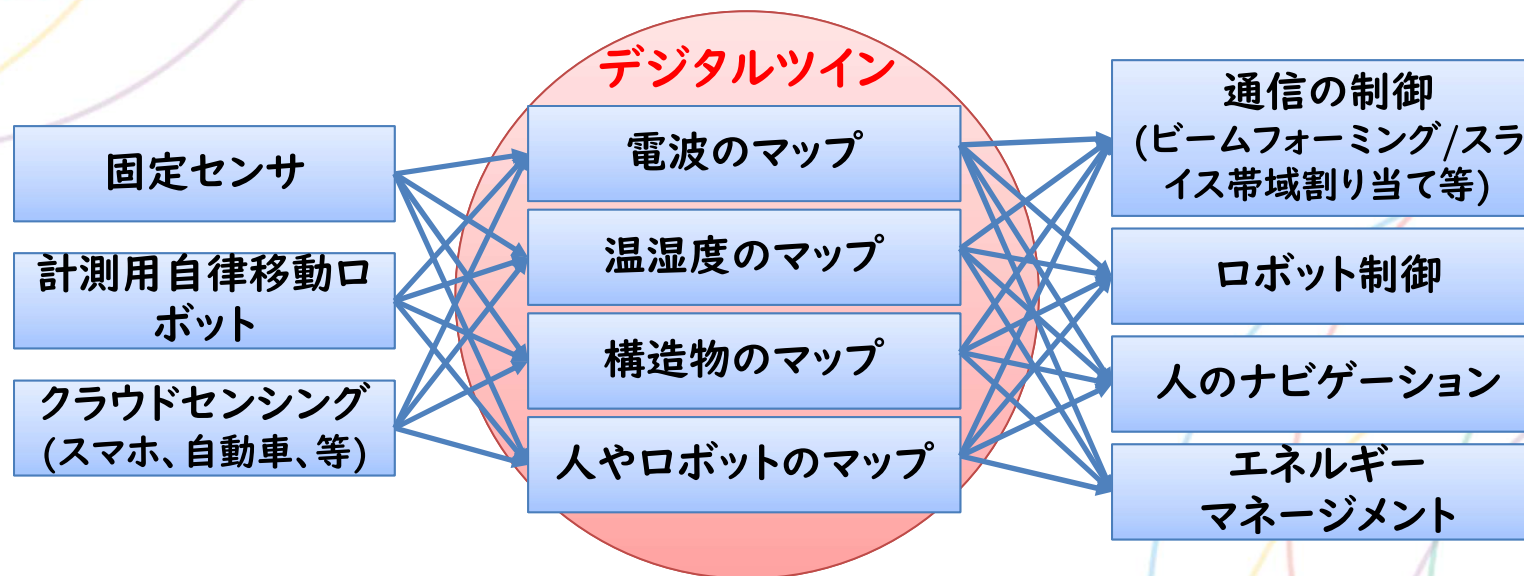 デジタルツイン
固定センサ
計測用自律移動ロ
ボット
クラウドセンシング
(スマホ、自動車、等)
電波のマップ
温湿度のマップ
構造物のマップ
人やロボットのマップ
通信の制御
(ビームフォーミング/スラ
イス帯域割り当て等)
ロボット制御
人のナビゲーション
エネルギー
マネージメント